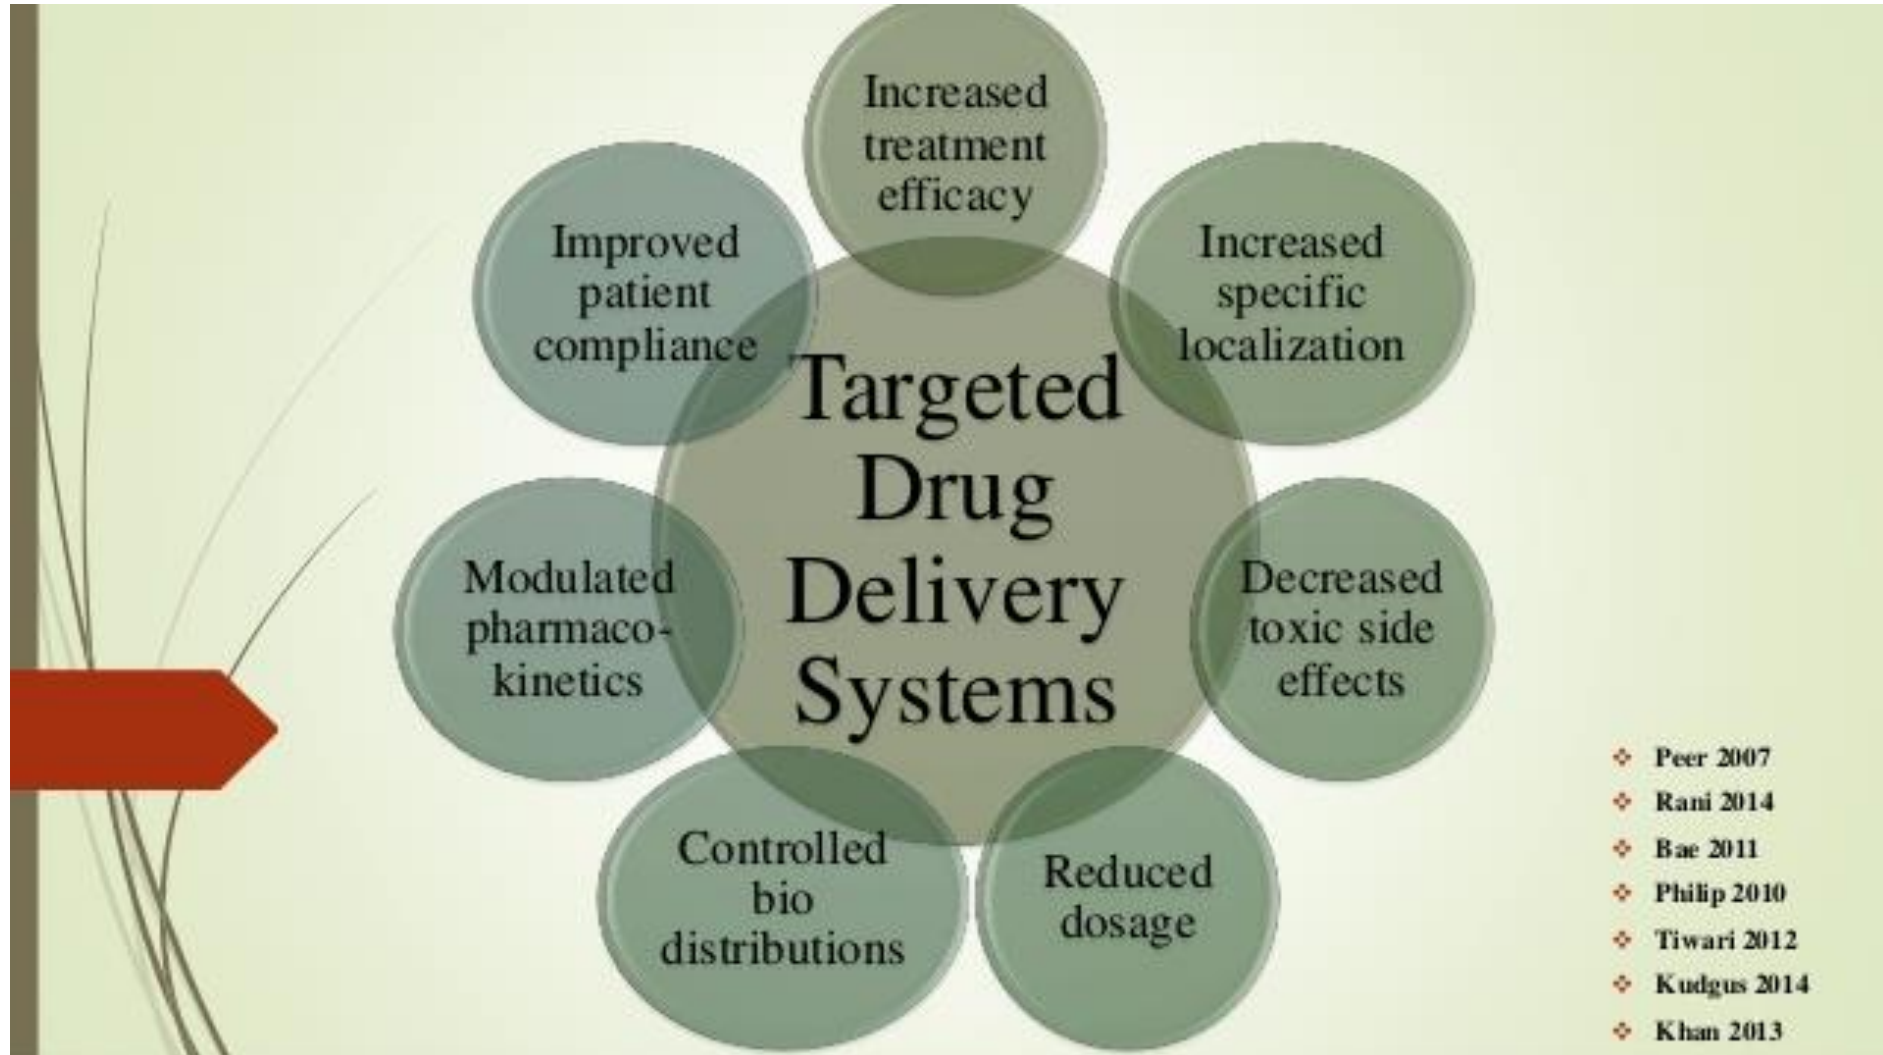 Increased
treatment
efficacy
Increased
specific
localization
Decreased
toxic side
effects
Reduced
dosage
Controlled
bio
distributions
Modulated
pharmaco-
kinetics
Improved
patient
compliance
Targeted
Drug
Delivery
Systems
Peer 2007
Rani 2014
Bae 2011
Philip 2010
Tiwari 2012
Kudgus 2014
Khan 2013